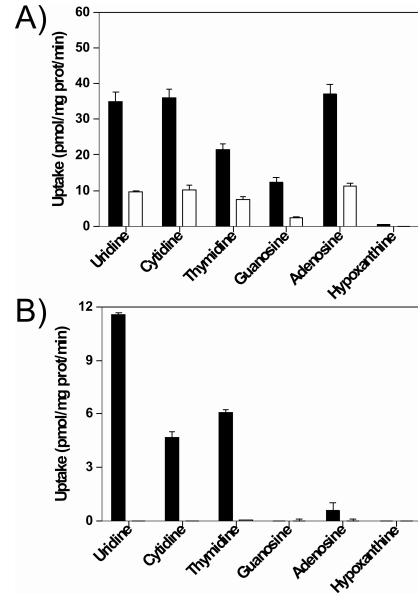 A)
Uptake (pmol/mg prot/min)
60
50
40
30
20
10
0
Uridine
Cytidine
Thymidine
Guanosine
Adenosine
Hypoxanthine
B)
Uptake (pmol/mg prot/min)
12
9
6
3
0
Uridine
Cytidine
Thymidine
Guanosine
Adenosine
Hypoxanthine